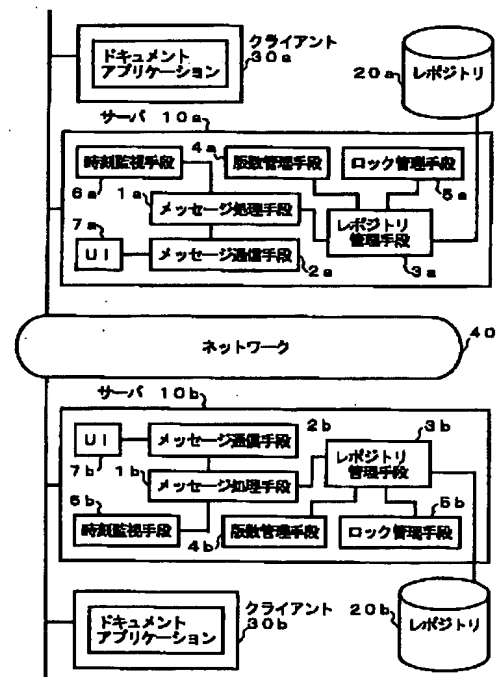 ドキュメント
アプリケーション
クライアント
30a
20a
レポジトリ
サーバ 10a
4a
時刻監視手段
版数管理手段
ロック管理手段
6a
1a
5a
メッセージ処理手段
レポジトリ
管理手段
7a
UI
メッセージ通信手段
2a
3a
ネットワーク
40
サーバ 10b
UI
メッセージ通信手段
2b
3b
レポジトリ
管理手段
7b
1b
メッセージ処理手段
6b
5b
時刻監視手段
4b
版数管理手段
ロック管理手段
ドキュメント
アプリケーション
クライアント
30b
20b
レポジトリ